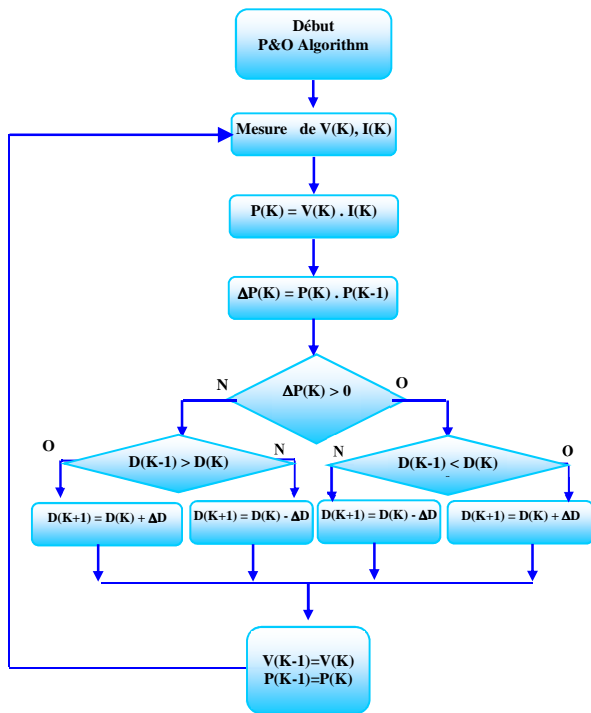 Début
P&O Algorithm
Mesure de V(K), I(K)
P(K) = V(K) . I(K)
ΔP(K) = P(K) . P(K-1)
N
ΔP(K) > 0
O
O
D(K-1) > D(K)
N
N
D(K-1) < D(K)
O
D(K+1) = D(K) + ΔD
D(K+1) = D(K) - ΔD
D(K+1) = D(K) - ΔD
D(K+1) = D(K) + ΔD
V(K-1)=V(K)
P(K-1)=P(K)